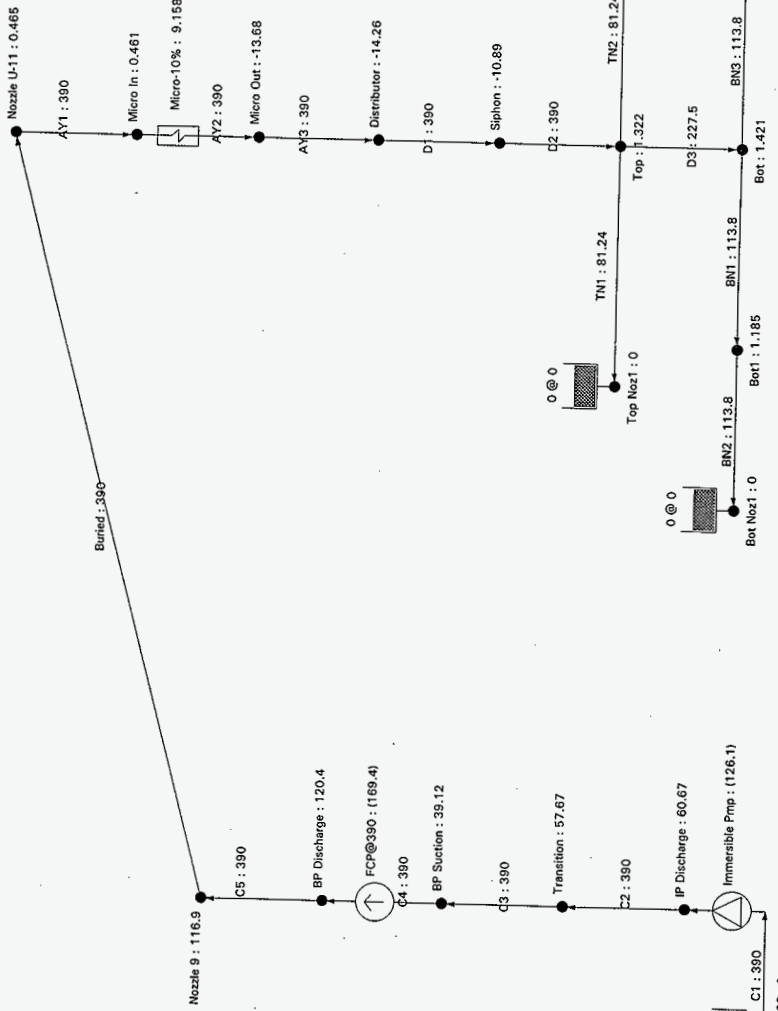 Nozzle U-11 : 0.465
AY1 : 390
Micro In : 0.461
Micro-10% : 9.158
AY2 : 390
Micro Out : -13.68
AY3 : 390
Distributor : -14.26
D1 : 390
Siphon : -10.89
D2 : 390
TN2 : 81.24
Top : 1.322
D3 : 227.5
BN3 : 113.8
Bot : 1.421
TN1 : 81.24
BN1 : 113.8
0 @ 0
Top Noz1 : 0
Bot1 : 1.185
BN2 : 113.8
0 @ 0
Bot Noz1 : 0
Buried : 390
Nozzle 9 : 116.9
C5 : 390
BP Discharge : 120.4
FCP@390 : (169.4)
C4 : 390
BP Suction : 39.12
C3 : 390
Transition : 57.67
C2 : 390
IP Discharge : 60.67
Immersible Pmp : (126.1)
C1 : 390